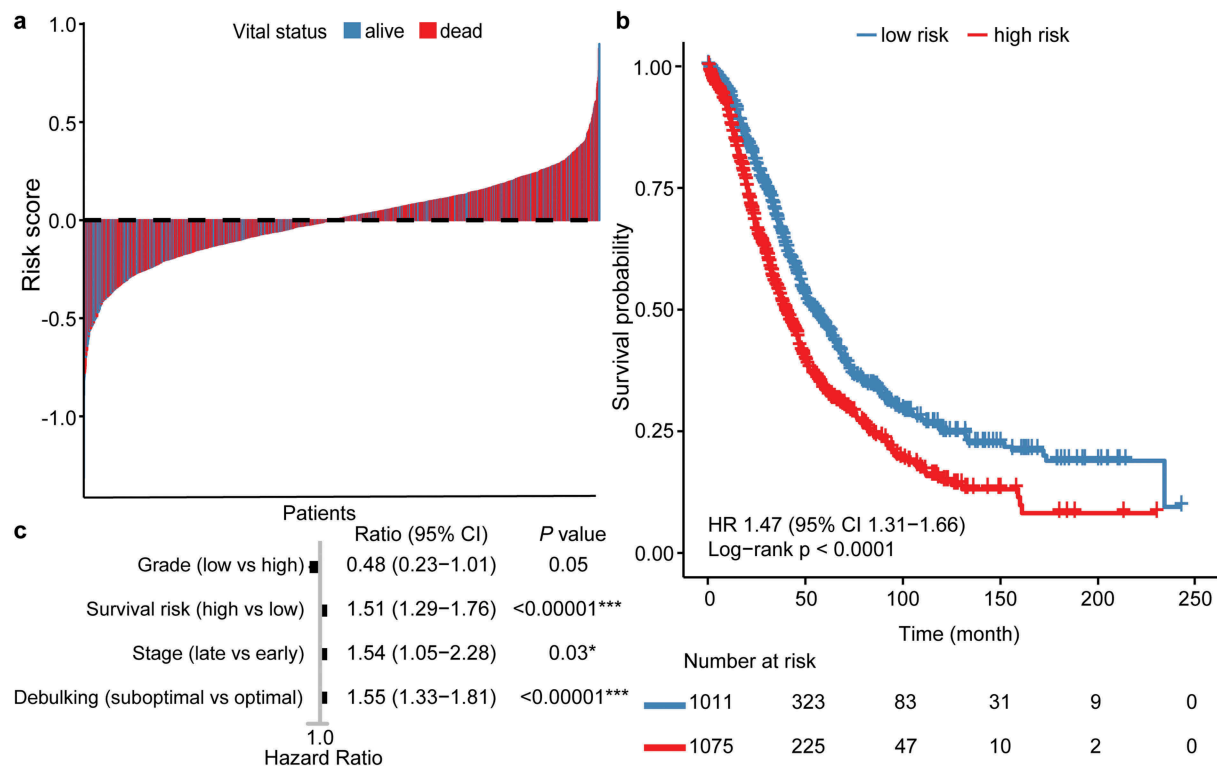 a
Vital status alive dead
1.0
0.5
0.0
-0.5
-1.0
Risk score
Patients
b
low risk high risk
1.00
0.75
0.50
0.25
0.00
Survival probability
HR 1.47 (95% CI 1.31−1.66)
Log−rank p < 0.0001
0 50 100 150 200 250
Time (month)
Number at risk
1011 323 83 31 9 0
1075 225 47 10 2 0
c
Ratio (95% CI) P value
Grade (low vs high) 0.48 (0.23−1.01) 0.05
Survival risk (high vs low) 1.51 (1.29−1.76) <0.00001***
Stage (late vs early) 1.54 (1.05−2.28) 0.03*
Debulking (suboptimal vs optimal) 1.55 (1.33−1.81) <0.00001***
1.0
Hazard Ratio